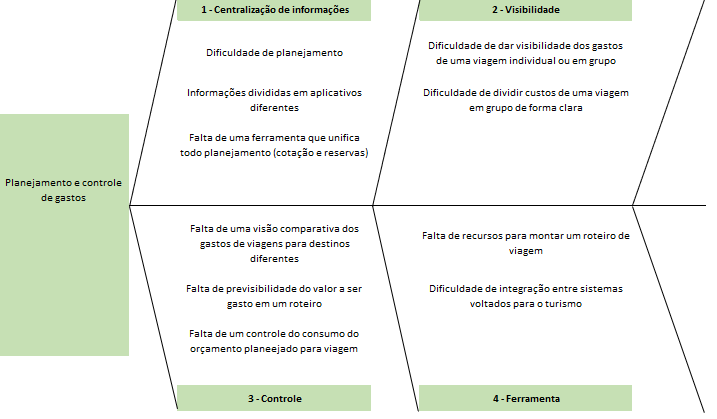 1 - Centralização de informações
2 - Visibilidade
Dificuldade de planejamento
Informações divididas em aplicativos
diferentes
Falta de uma ferramenta que unifica
todo planejamento (cotação e reservas)
Dificuldade de dar visibilidade dos gastos
de uma viagem individual ou em grupo
Dificuldade de dividir custos de uma viagem
em grupo de forma clara
Planejamento e controle
de gastos
Falta de uma visão comparativa dos
gastos de viagens para destinos
diferentes
Falta de previsibilidade do valor a ser
gasto em um roteiro
Falta de um controle do consumo do
orçamento planeejado para viagem
Falta de recursos para montar um roteiro de
viagem
Dificuldade de integração entre sistemas
voltados para o turismo
3 - Controle
4 - Ferramenta